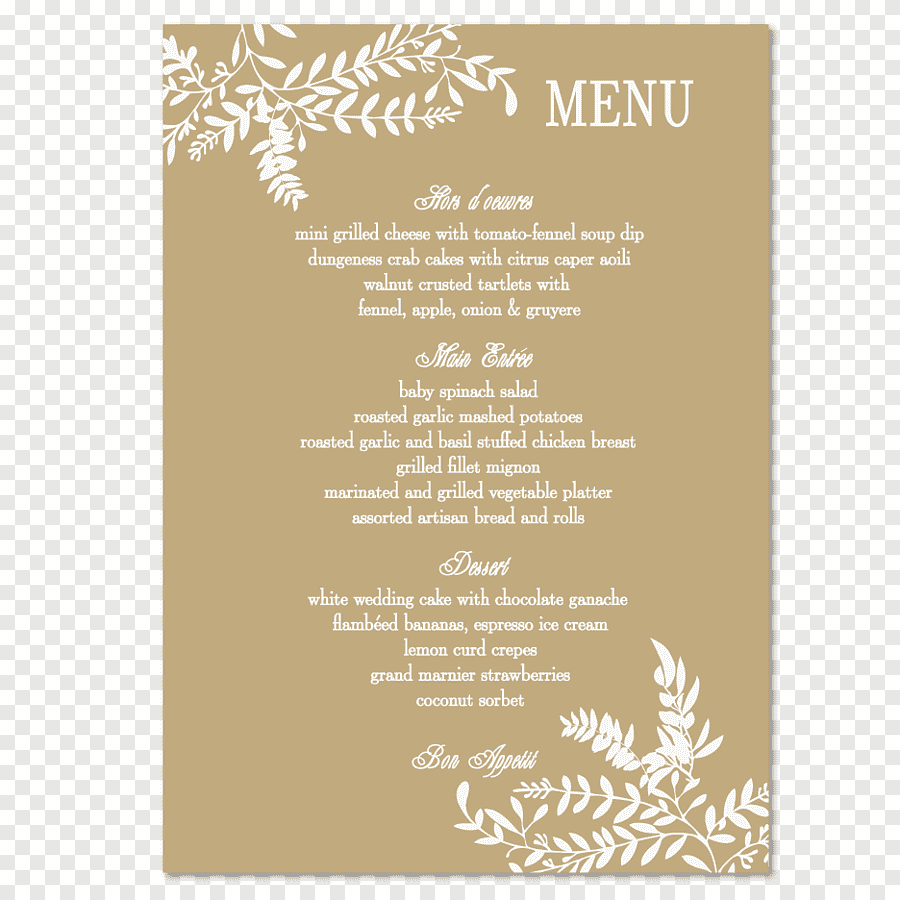 MENU
Hors d'oeuvres
mini grilled cheese with tomato-fennel soup dip
dungeness crab cakes with citrus caper aoili
walnut crusted tartlets with
fennel, apple, onion & gruyere
Main Entrée
baby spinach salad
roasted garlic mashed potatoes
roasted garlic and basil stuffed chicken breast
grilled fillet mignon
marinated and grilled vegetable platter
assorted artisan bread and rolls
Dessert
white wedding cake with chocolate ganache
flambéed bananas, espresso ice cream
lemon curd crepes
grand marnier strawberries
coconut sorbet
Bon Appetit